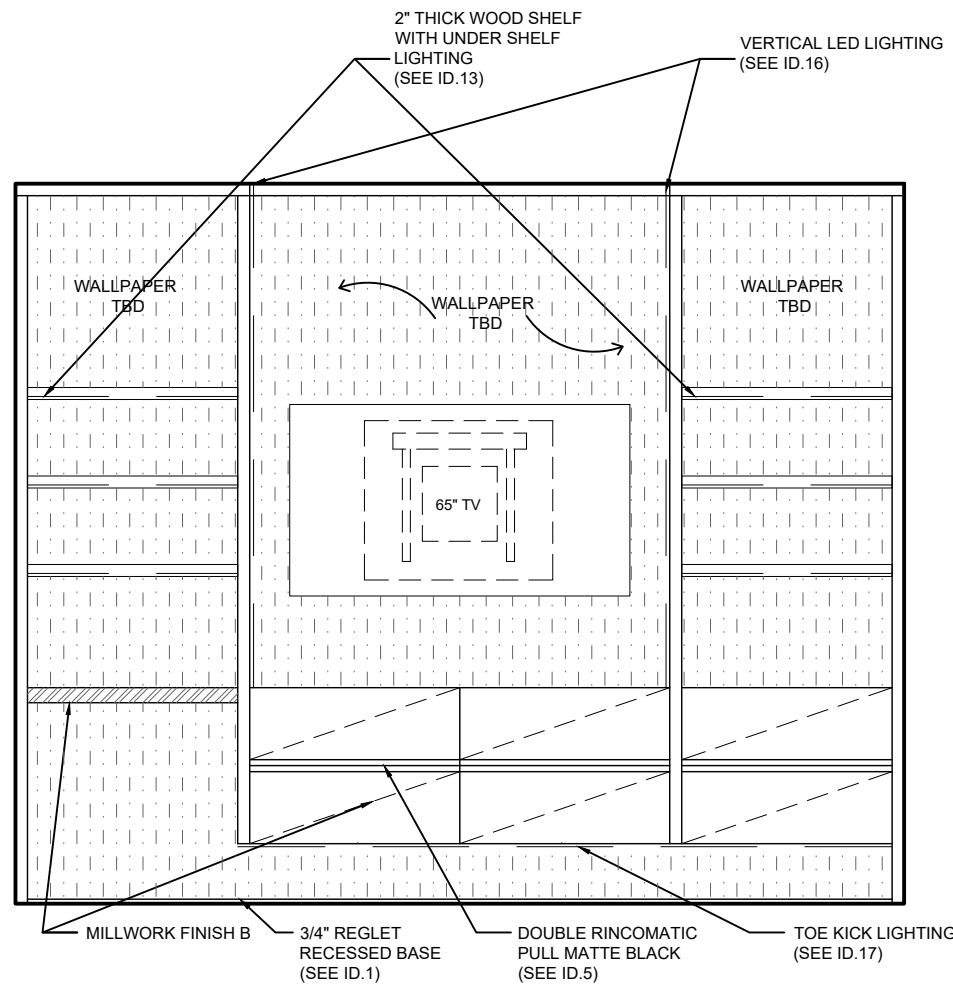 2" THICK WOOD SHELF
WITH UNDER SHELF
LIGHTING
(SEE ID.13)
VERTICAL LED LIGHTING
(SEE ID.16)
WALLPAPER
TBD
WALLPAPER
TBD
WALLPAPER
TBD
65" TV
MILLWORK FINISH B
3/4" REGLET
RECESSED BASE
(SEE ID.1)
DOUBLE RINCOMATIC
PULL MATTE BLACK
(SEE ID.5)
TOE KICK LIGHTING
(SEE ID.17)